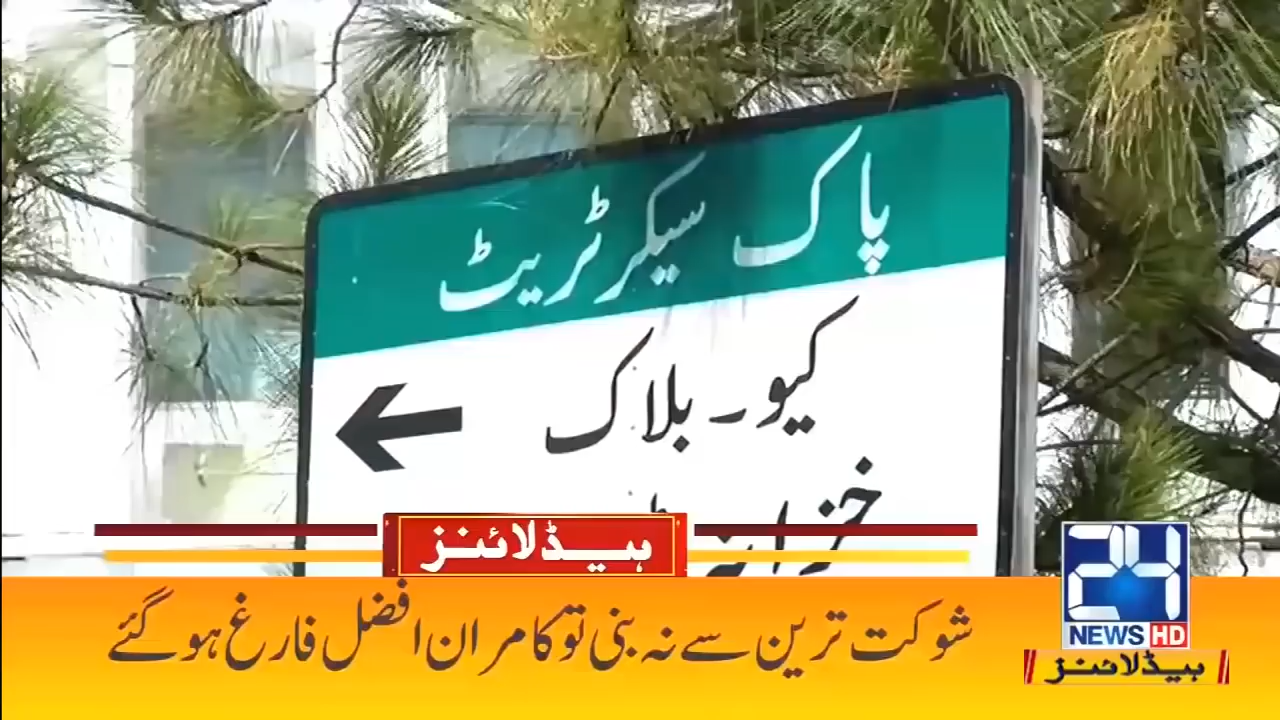 پاک سیکرٹریٹ
کیو۔ بلاک
ہیڈلائنز
شوکت ترین سے نہ بنی تو کامران افضل فارغ ہو گئے
24
NEWS HD
ہیڈلائنز